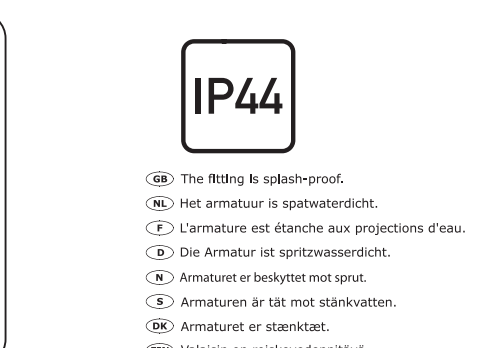 IP44
GB The fitting is splash-proof.
NL Het armatuur is spatwaterdicht.
F L'armature est étanche aux projections d'eau.
D Die Armatur ist spritzwasserdicht.
N Armaturet er beskyttet mot sprut.
S Armaturen är tät mot stänkvatten.
DK Armaturet er stænktæt.